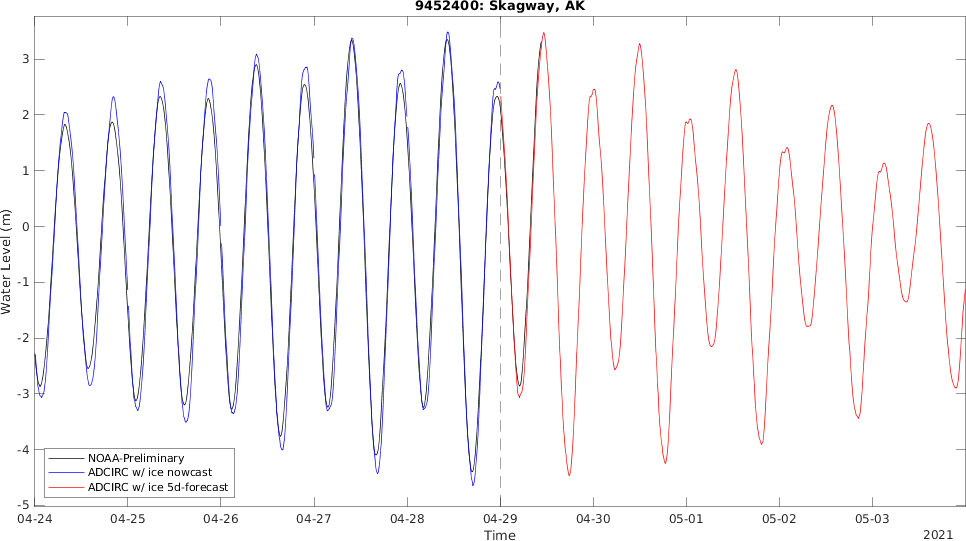 9452400: Skagway, AK
Water Level (m)
3
2
1
0
-1
-2
-3
-4
-5
NOAA-Preliminary
ADCIRC w/ ice nowcast
ADCIRC w/ ice 5d-forecast
04-24 04-25 04-26 04-27 04-28 04-29 04-30 05-01 05-02 05-03
Time
2021